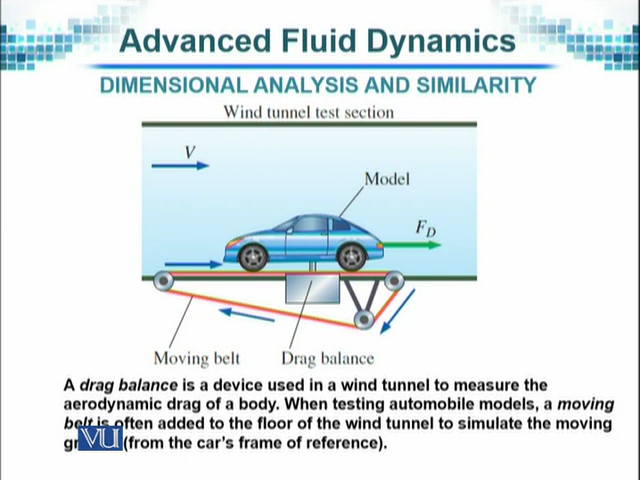 Advanced Fluid Dynamics
DIMENSIONAL ANALYSIS AND SIMILARITY
Wind tunnel test section
V
Model
F_D
Moving belt
Drag balance
A drag balance is a device used in a wind tunnel to measure the
aerodynamic drag of a body. When testing automobile models, a moving
belt is often added to the floor of the wind tunnel to simulate the moving
(from the car's frame of reference).
VU